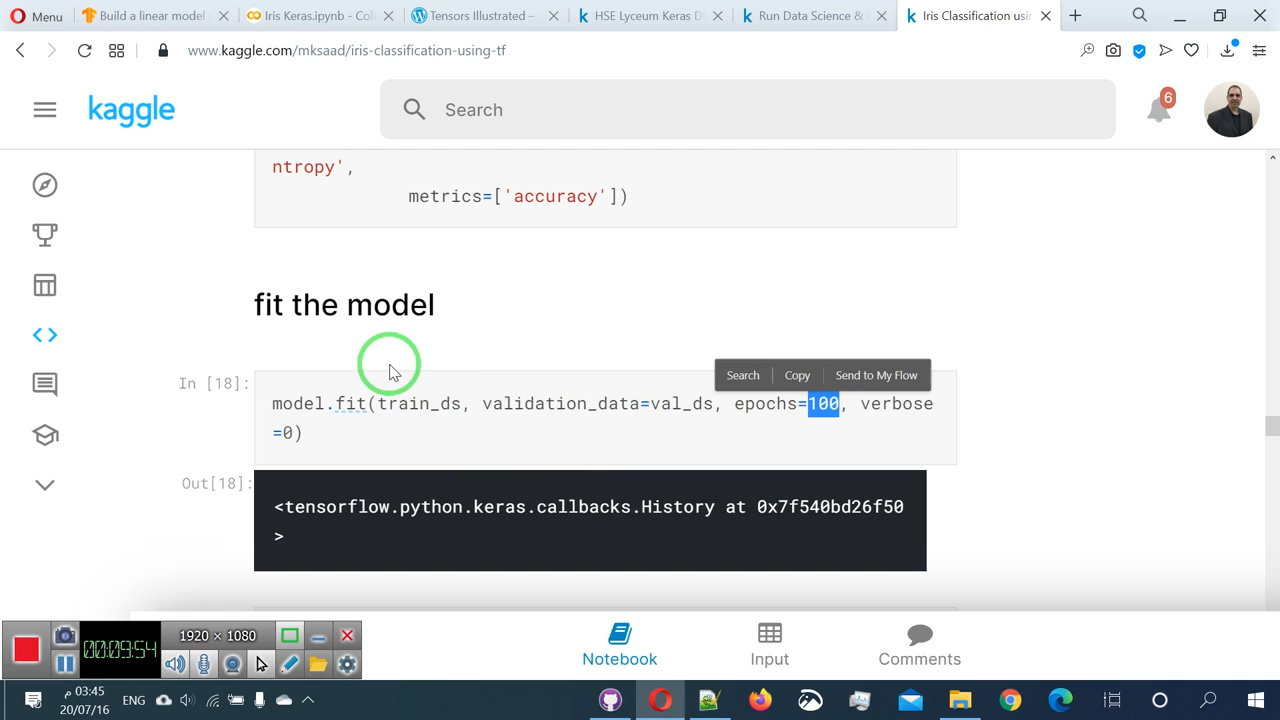 Menu
Build a linear model
Iris Keras.ipynb - Col
Tensors Illustrated –
HSE Lyceum Keras D
Run Data Science &
Iris Classification usi
www.kaggle.com/mksaad/iris-classification-using-tf
kaggle
Search
6
ntropy',
metrics=['accuracy'])
fit the model
Search
Copy
Send to My Flow
In [18]:
model.fit(train_ds, validation_data=val_ds, epochs=100, verbose
=0)
Out[18]:
<tensorflow.python.keras.callbacks.History at 0x7f540bd26f50
>
00:09:54
1920 × 1080
Notebook
Input
Comments
03:45 م
20/07/16
ENG